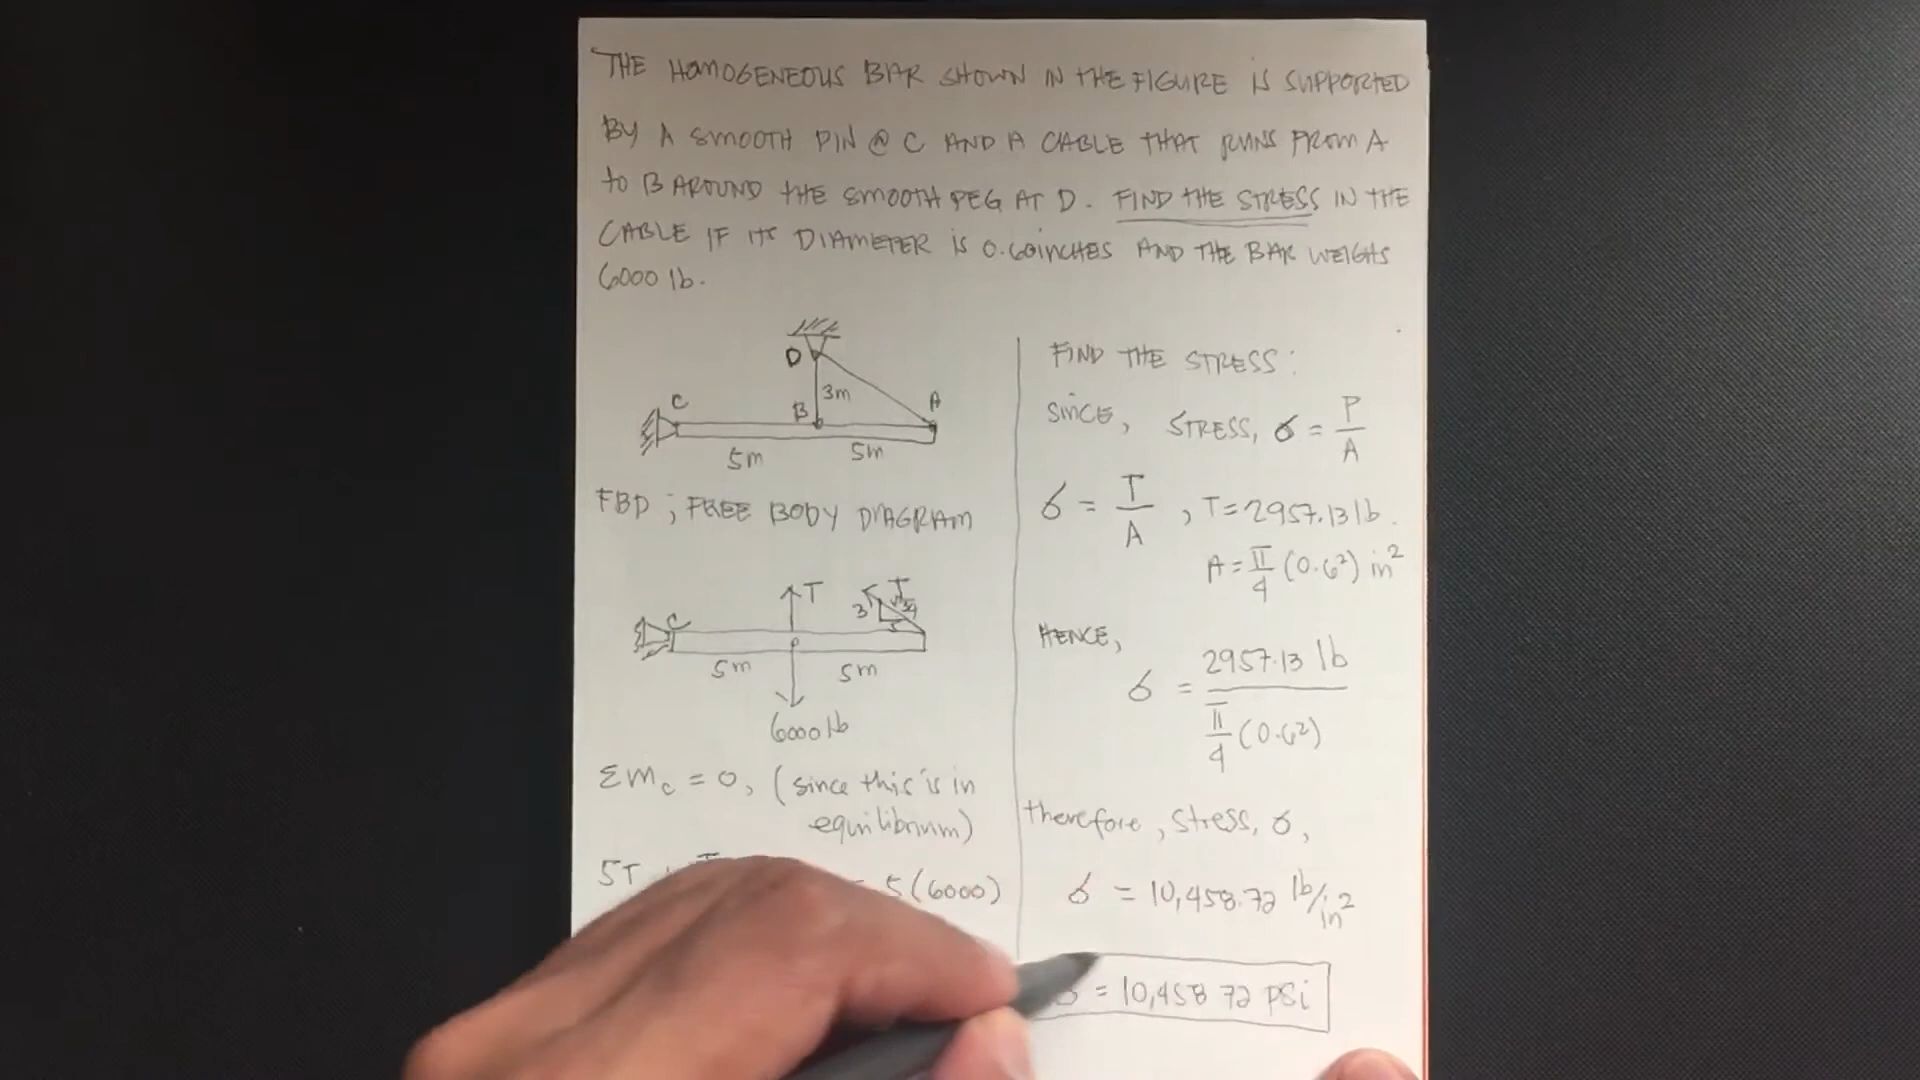 THE HOMOGENEOUS BAR SHOWN IN THE FIGURE IS SUPPORTED
BY A SMOOTH PIN @ C AND A CABLE THAT RUNS FROM A
TO B AROUND THE SMOOTH PEG AT D. FIND THE STRESS IN THE
CABLE IF ITS DIAMETER IS 0.60 INCHES AND THE BAR WEIGHS
6000 lb.
D
3m
C
B
A
5m
5m
FBD; FREE BODY DIAGRAM
T
T
3
√34
5
C
5m
5m
6000 lb
ΣMc = 0, (since this is in
equilibrium)
5T
= 5(6000)
FIND THE STRESS:
SINCE, STRESS, σ = P/A
σ = T/A, T = 2957.13 lb.
A = π/4 (0.6²) in²
HENCE,
σ = 2957.13 lb / π/4 (0.6²)
therefore, stress, σ,
σ = 10,458.72 lb/in²
σ = 10,458.72 psi